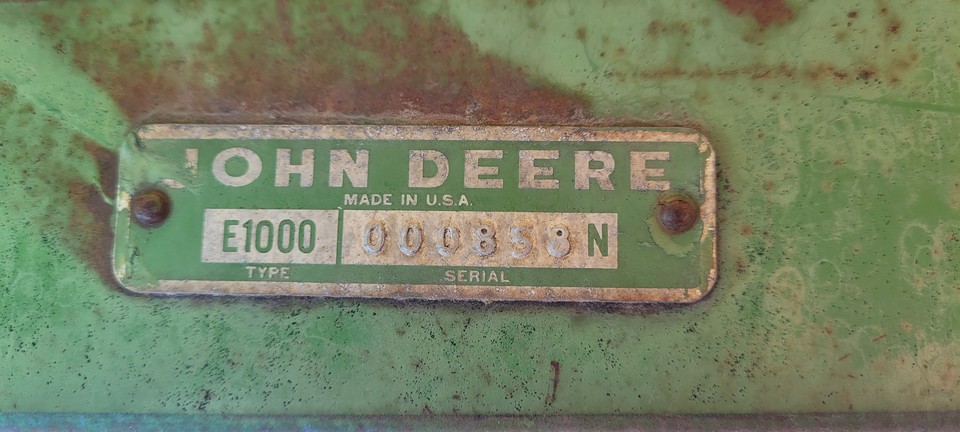 JOHN DEERE
MADE IN U.S.A.
E1000 000858N
TYPE SERIAL